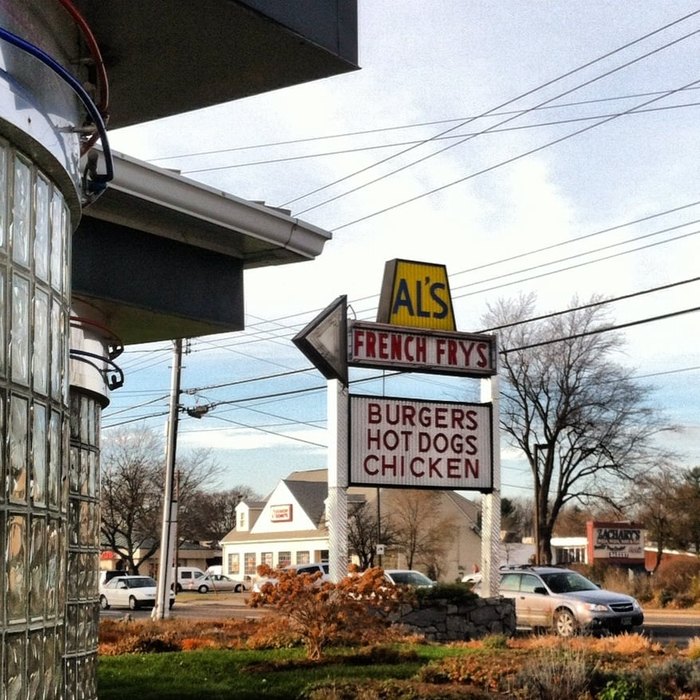 AL'S
FRENCH FRYS
BURGERS
HOT DOGS
CHICKEN
ZACHARY'S